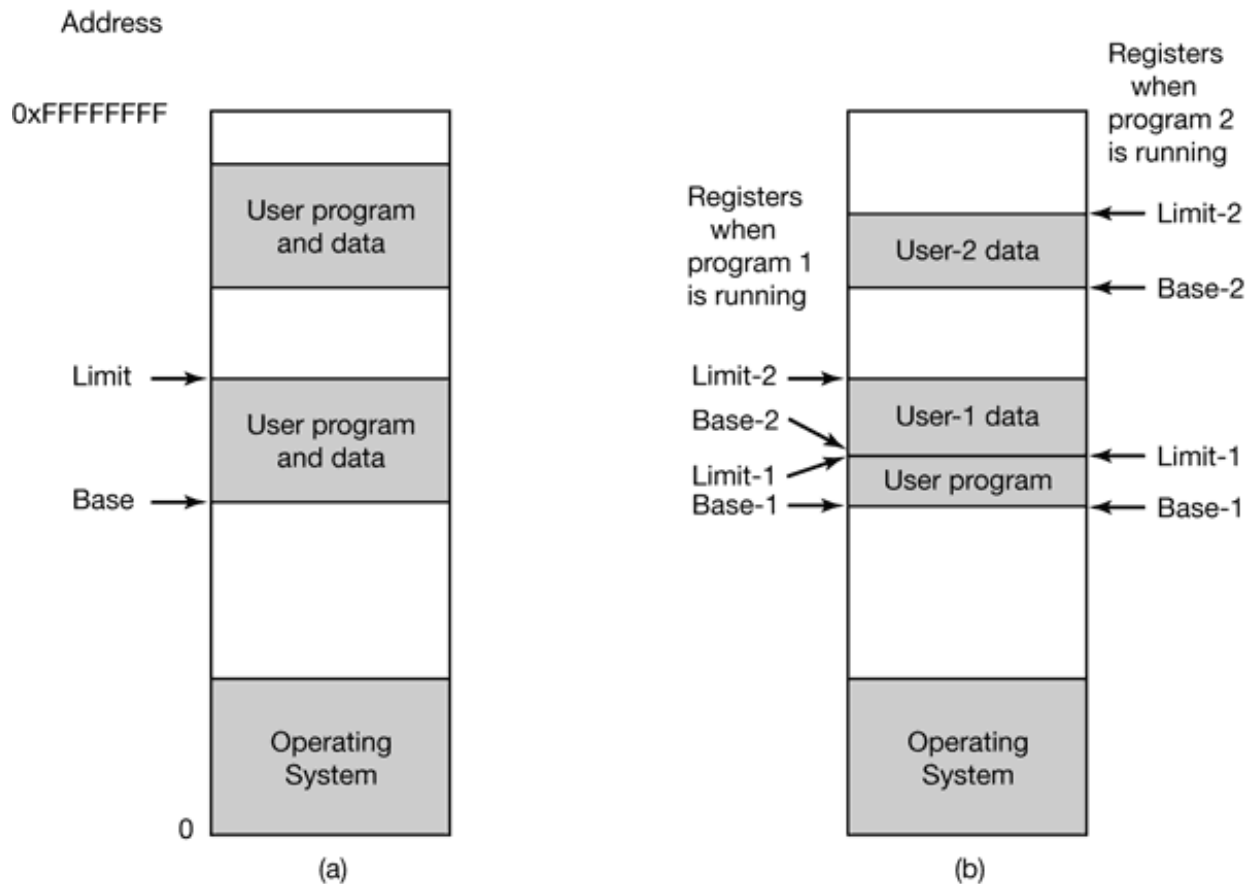 Address
0xFFFFFFFF
User program
and data
Limit
User program
and data
Base
Operating
System
0
(a)
Registers
when
program 1
is running
Limit-2
Base-2
Limit-1
Base-1
User-2 data
User-1 data
User program
Operating
System
(b)
Registers
when
program 2
is running
Limit-2
Base-2
Limit-1
Base-1